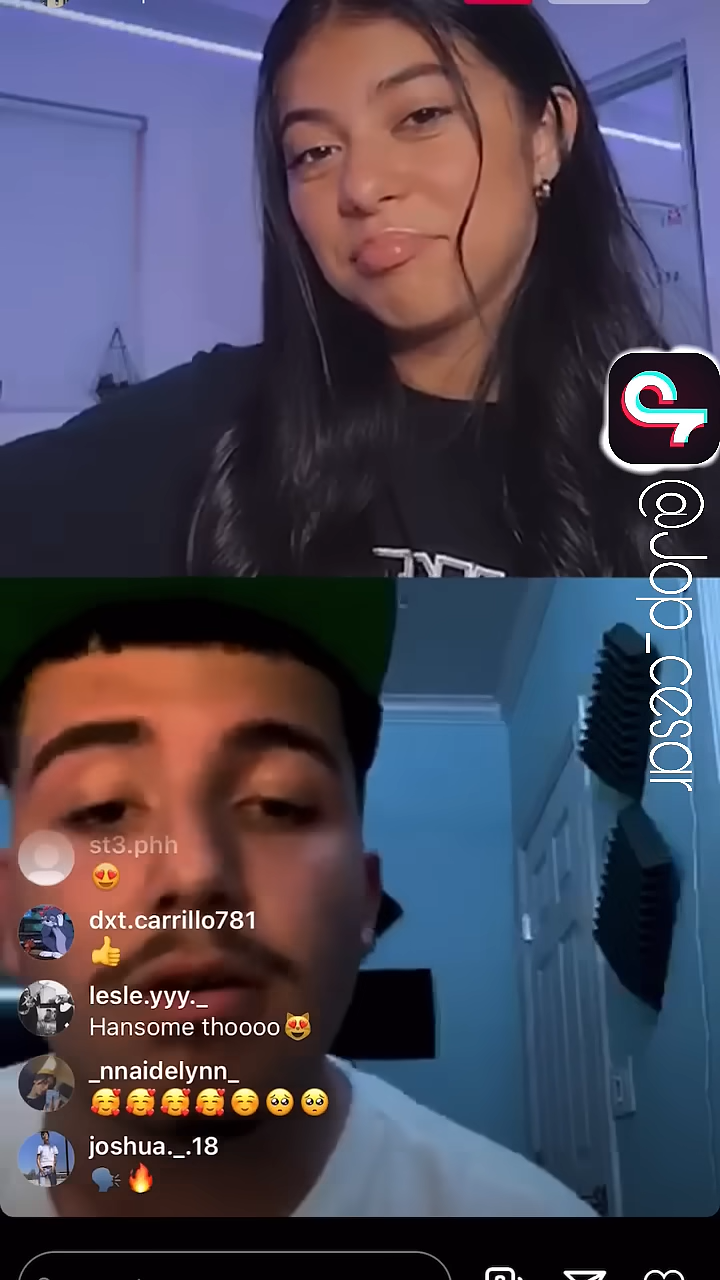 @Jop_cesar
st3.phh
😍
dxt.carrillo781
👍
lesle.yyy._
Hansome thoooo😻
_nnaidelynn_
🥰🥰🥰🥰☺️🥺🥺
joshua._.18
🗣️🔥